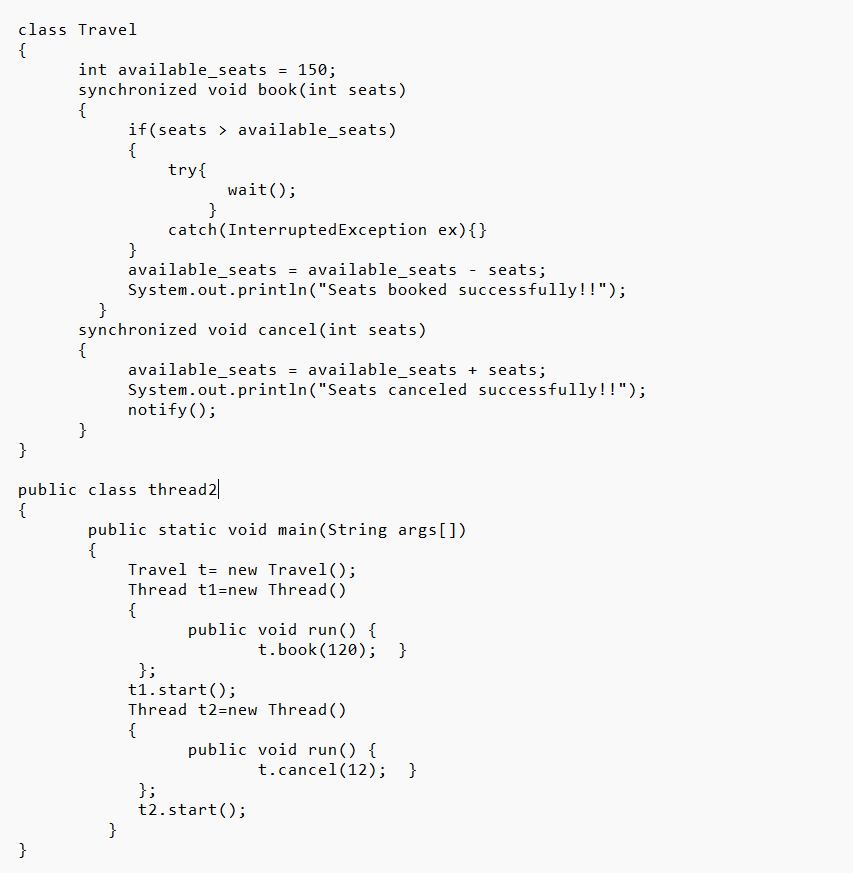 class Travel
{
int available_seats = 150;
synchronized void book(int seats)
{
if(seats > available_seats)
{
try{
wait();
}
catch(InterruptedException ex){}
}
available_seats = available_seats - seats;
System.out.println("Seats booked successfully!!");
}
synchronized void cancel(int seats)
{
available_seats = available_seats + seats;
System.out.println("Seats canceled successfully!!");
notify();
}
}
public class thread2
{
public static void main(String args[])
{
Travel t= new Travel();
Thread t1=new Thread()
{
public void run() {
t.book(120); }
};
t1.start();
Thread t2=new Thread()
{
public void run() {
t.cancel(12); }
};
t2.start();
}
}